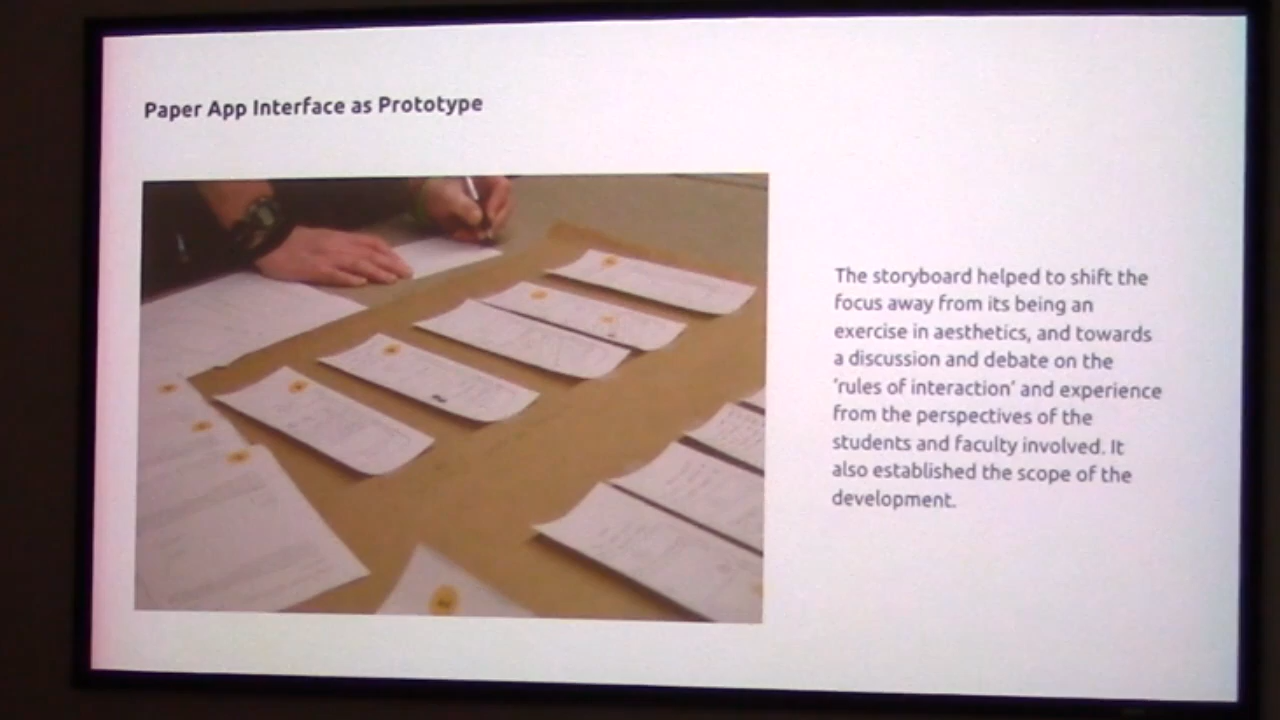 Paper App Interface as Prototype
The storyboard helped to shift the
focus away from its being an
exercise in aesthetics, and towards
a discussion and debate on the
‘rules of interaction’ and experience
from the perspectives of the
students and faculty involved. It
also established the scope of the
development.